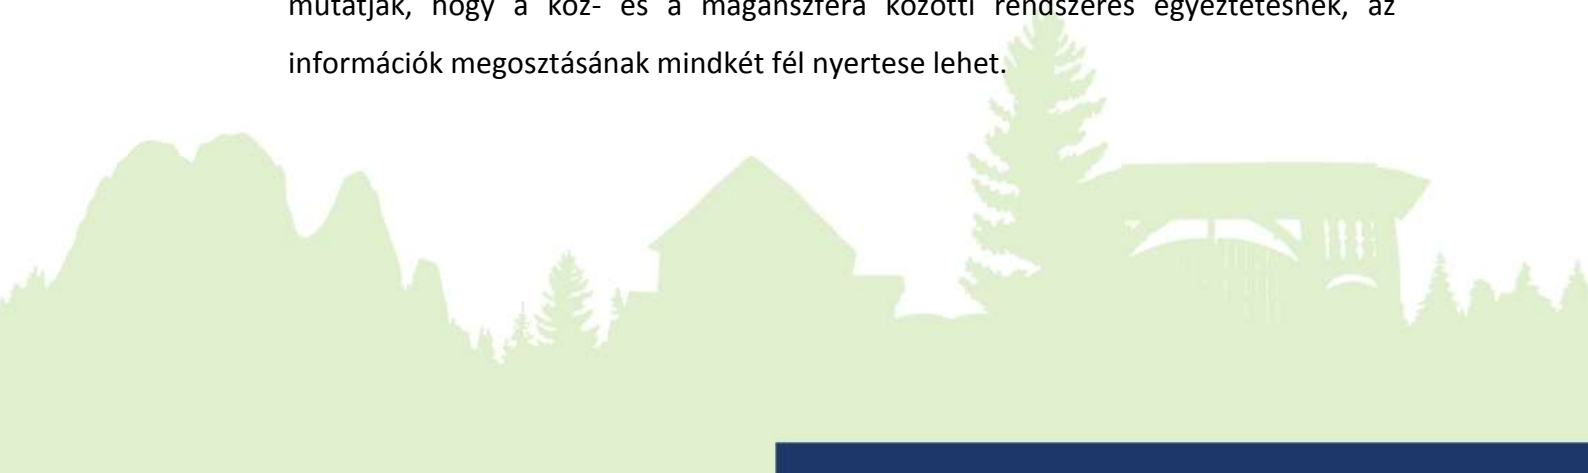 mutatják, hogy a köz- és a magánszféra közötti rendszeres egyeztetésnek, az
információk megosztásának mindkét fél nyertese lehet.